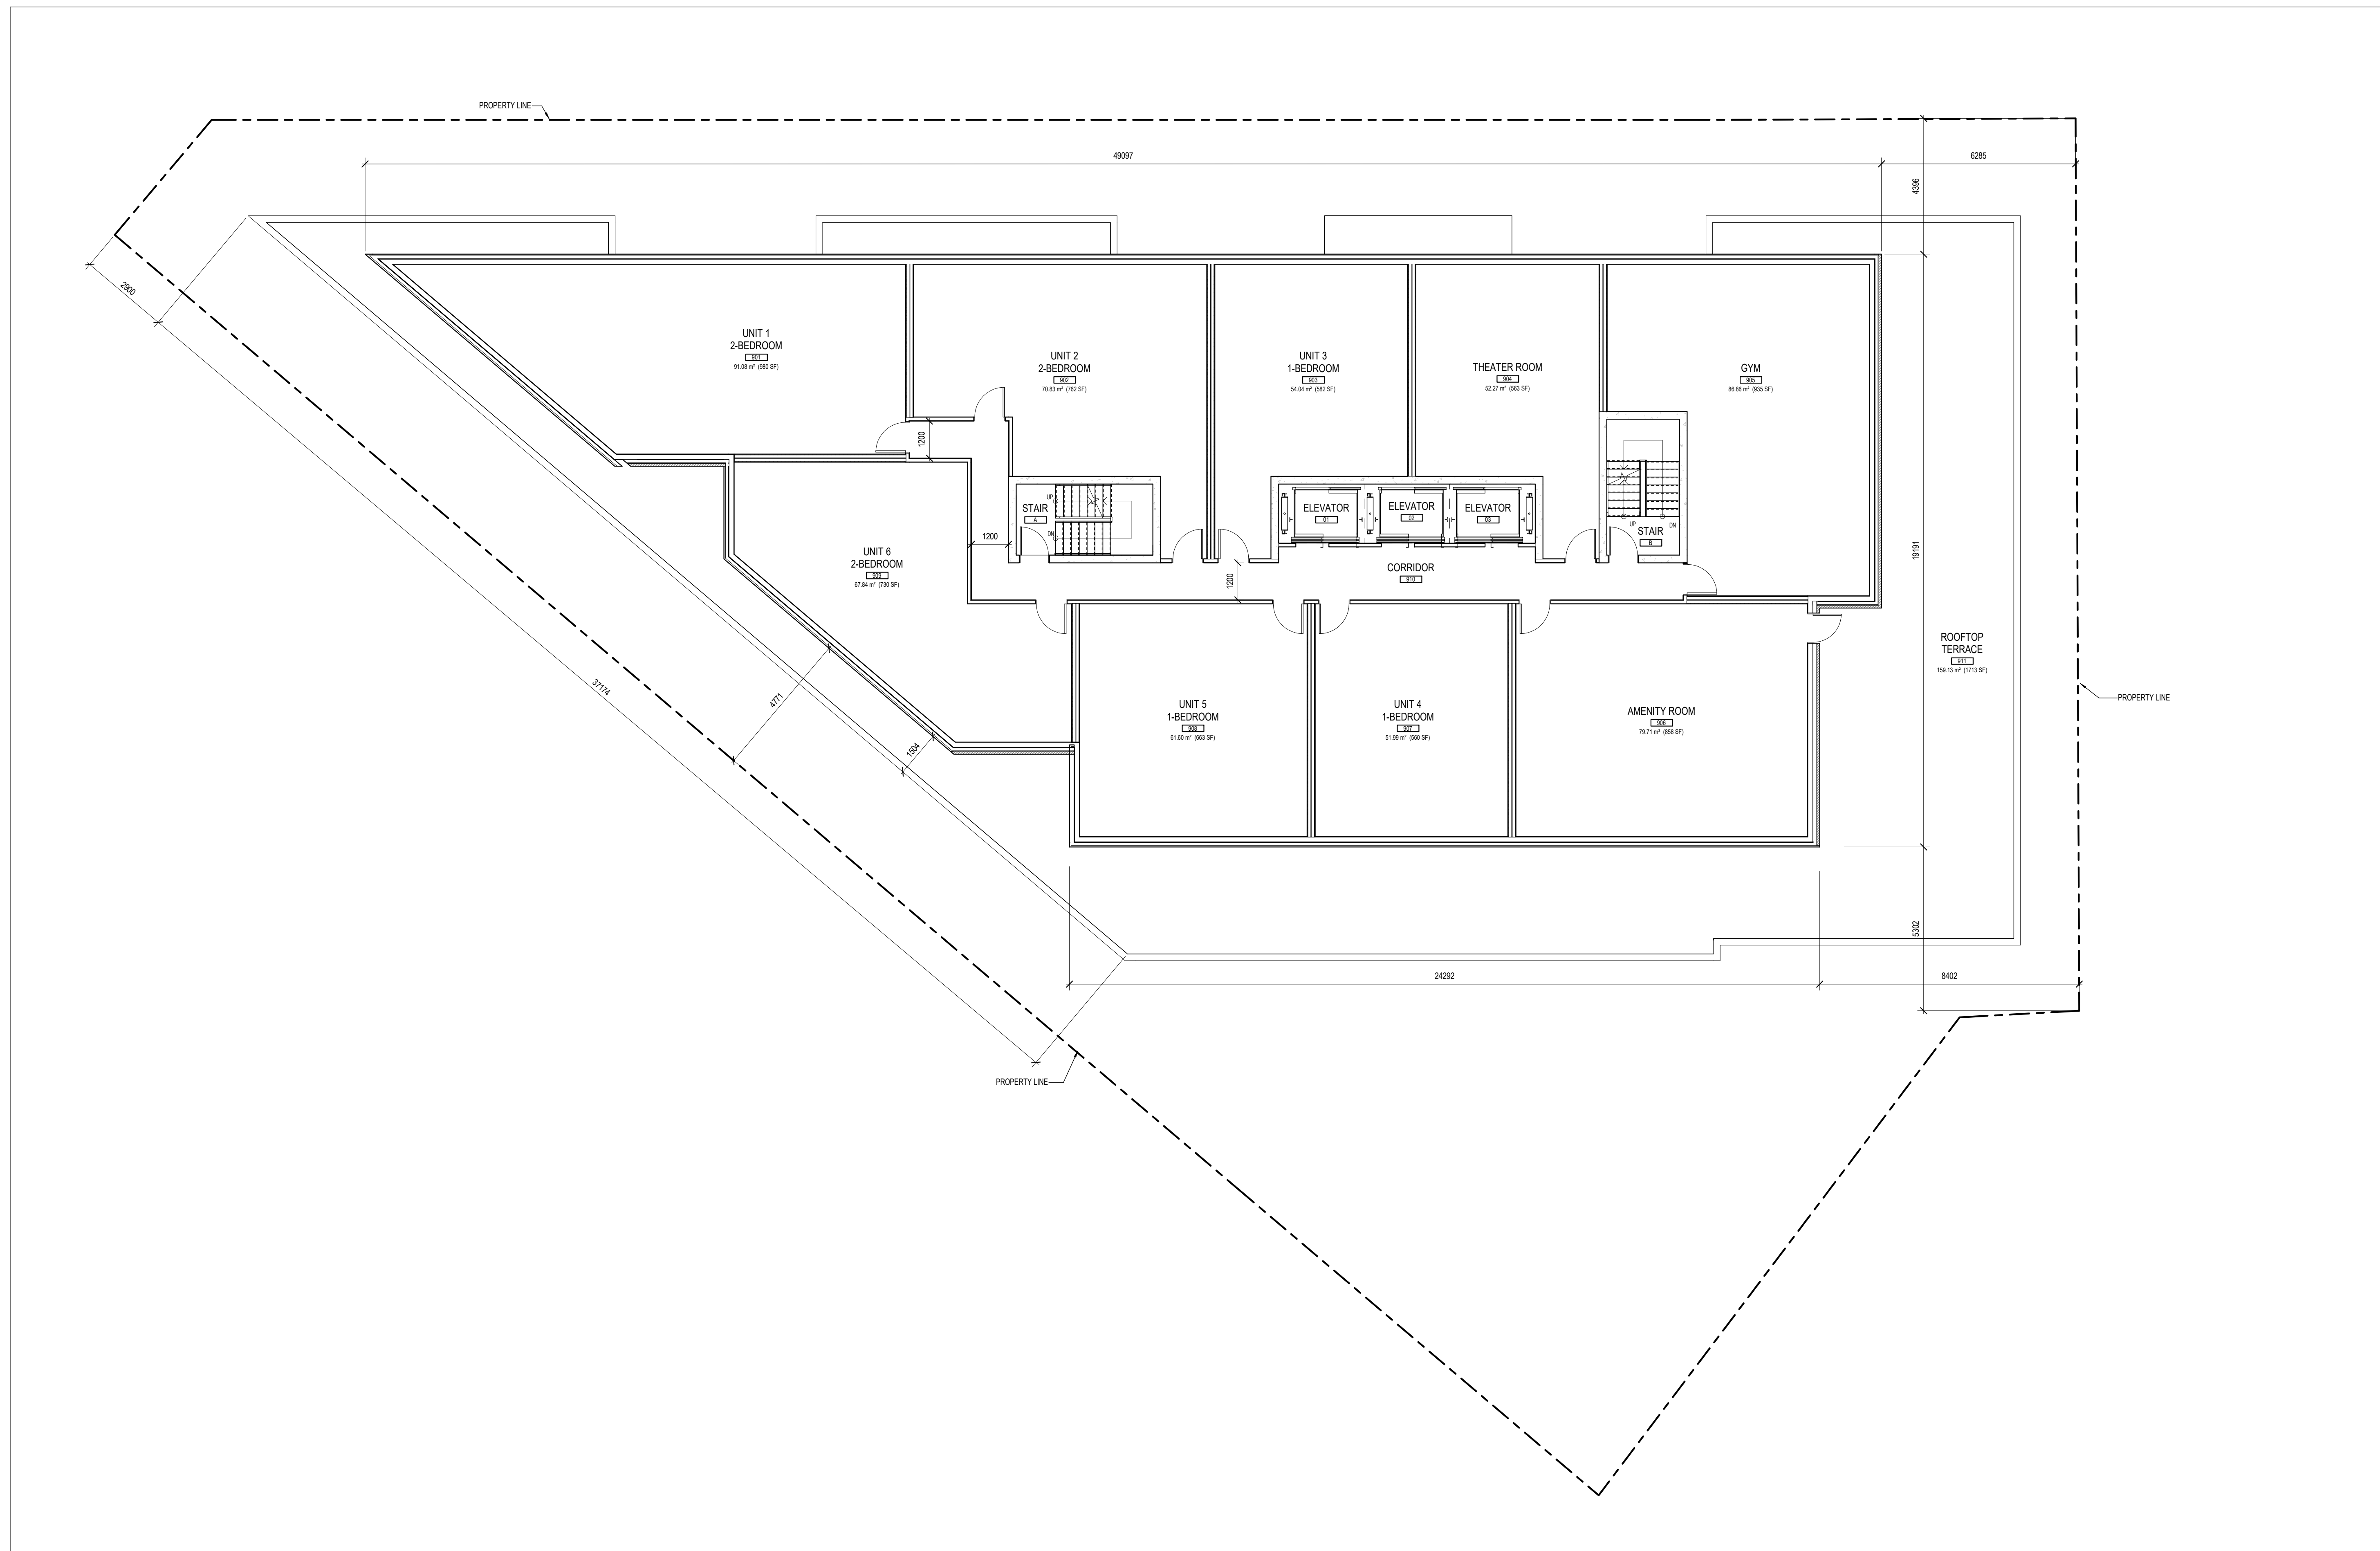 PROPERTY LINE
49097
6285
4396
2900
UNIT 1
2-BEDROOM
901
91.08 m² (980 SF)
UNIT 2
2-BEDROOM
902
70.83 m² (762 SF)
UNIT 3
1-BEDROOM
903
54.04 m² (582 SF)
THEATER ROOM
904
52.27 m² (563 SF)
GYM
905
86.86 m² (935 SF)
1200
UP
STAIR
A
DN
1200
ELEVATOR
01
ELEVATOR
02
ELEVATOR
03
UP
DN
STAIR
B
UNIT 6
2-BEDROOM
909
67.84 m² (730 SF)
1200
CORRIDOR
910
19191
ROOFTOP
TERRACE
911
159.13 m² (1713 SF)
PROPERTY LINE
37174
4771
1504
UNIT 5
1-BEDROOM
908
61.60 m² (663 SF)
UNIT 4
1-BEDROOM
907
51.99 m² (560 SF)
AMENITY ROOM
906
79.71 m² (858 SF)
5302
24292
8402
PROPERTY LINE